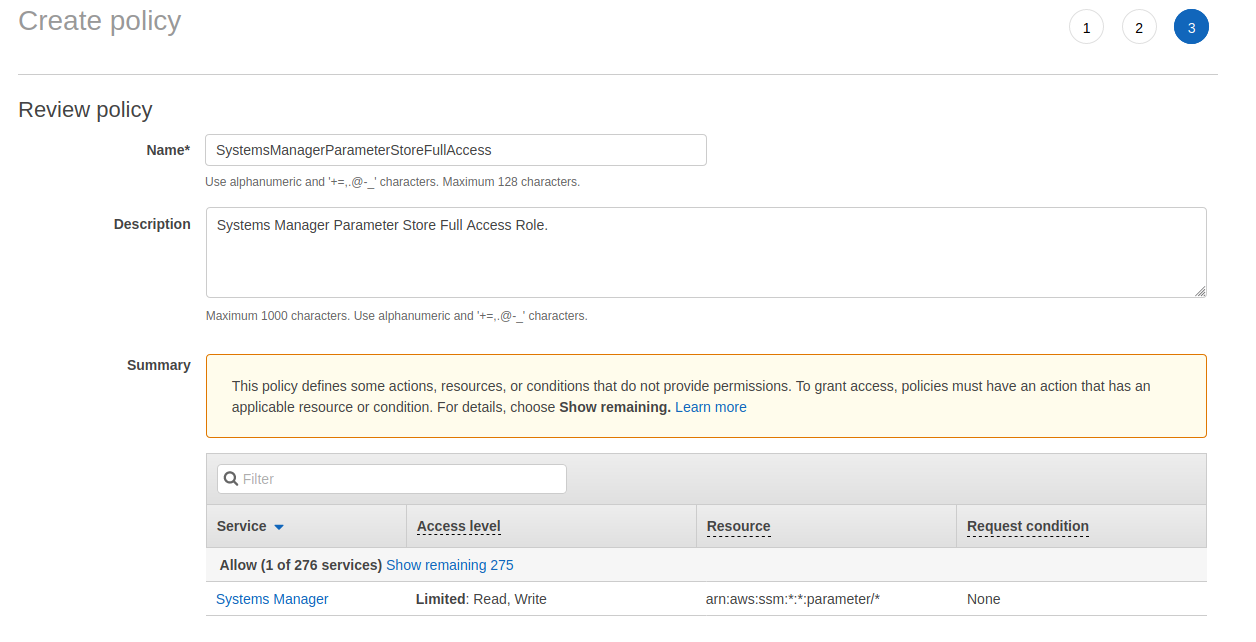 Create policy
1 2 3
Review policy
Name* SystemsManagerParameterStoreFullAccess
Use alphanumeric and '+=,.@-_' characters. Maximum 128 characters.
Description Systems Manager Parameter Store Full Access Role.
Maximum 1000 characters. Use alphanumeric and '+=,.@-_' characters.
Summary
This policy defines some actions, resources, or conditions that do not provide permissions. To grant access, policies must have an action that has an
applicable resource or condition. For details, choose Show remaining. Learn more
Filter
Service Access level Resource Request condition
Allow (1 of 276 services) Show remaining 275
Systems Manager Limited: Read, Write arn:aws:ssm:*:*:parameter/* None